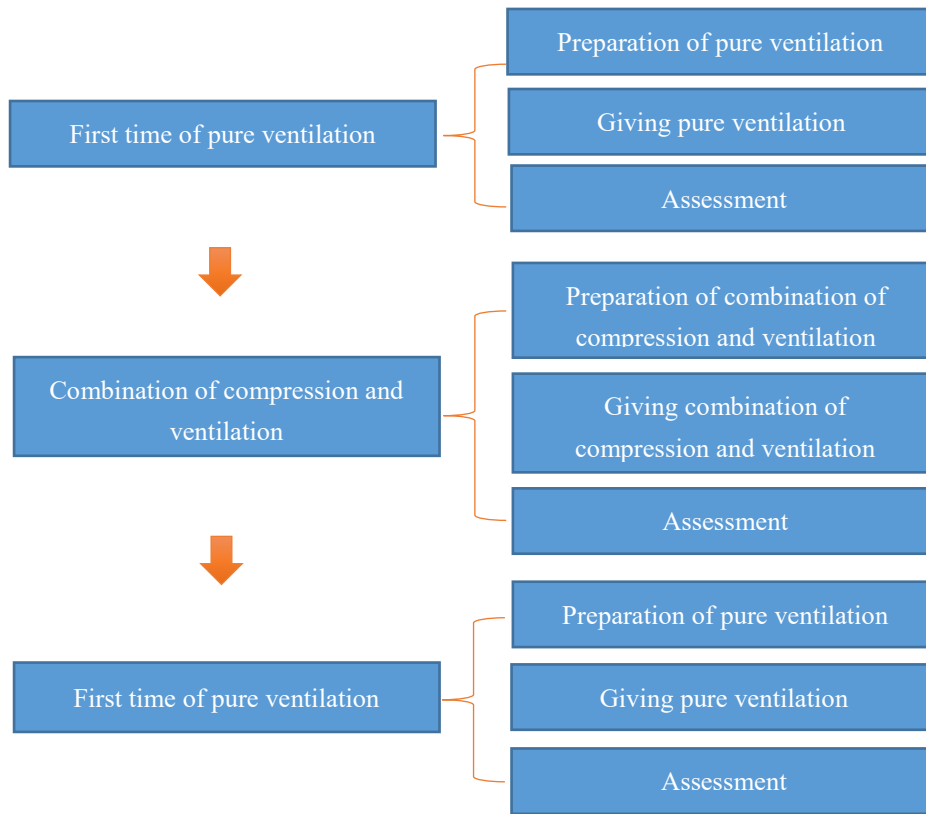 First time of pure ventilation
Preparation of pure ventilation
Giving pure ventilation
Assessment
Combination of compression and
ventilation
Preparation of combination of
compression and ventilation
Giving combination of
compression and ventilation
Assessment
First time of pure ventilation
Preparation of pure ventilation
Giving pure ventilation
Assessment